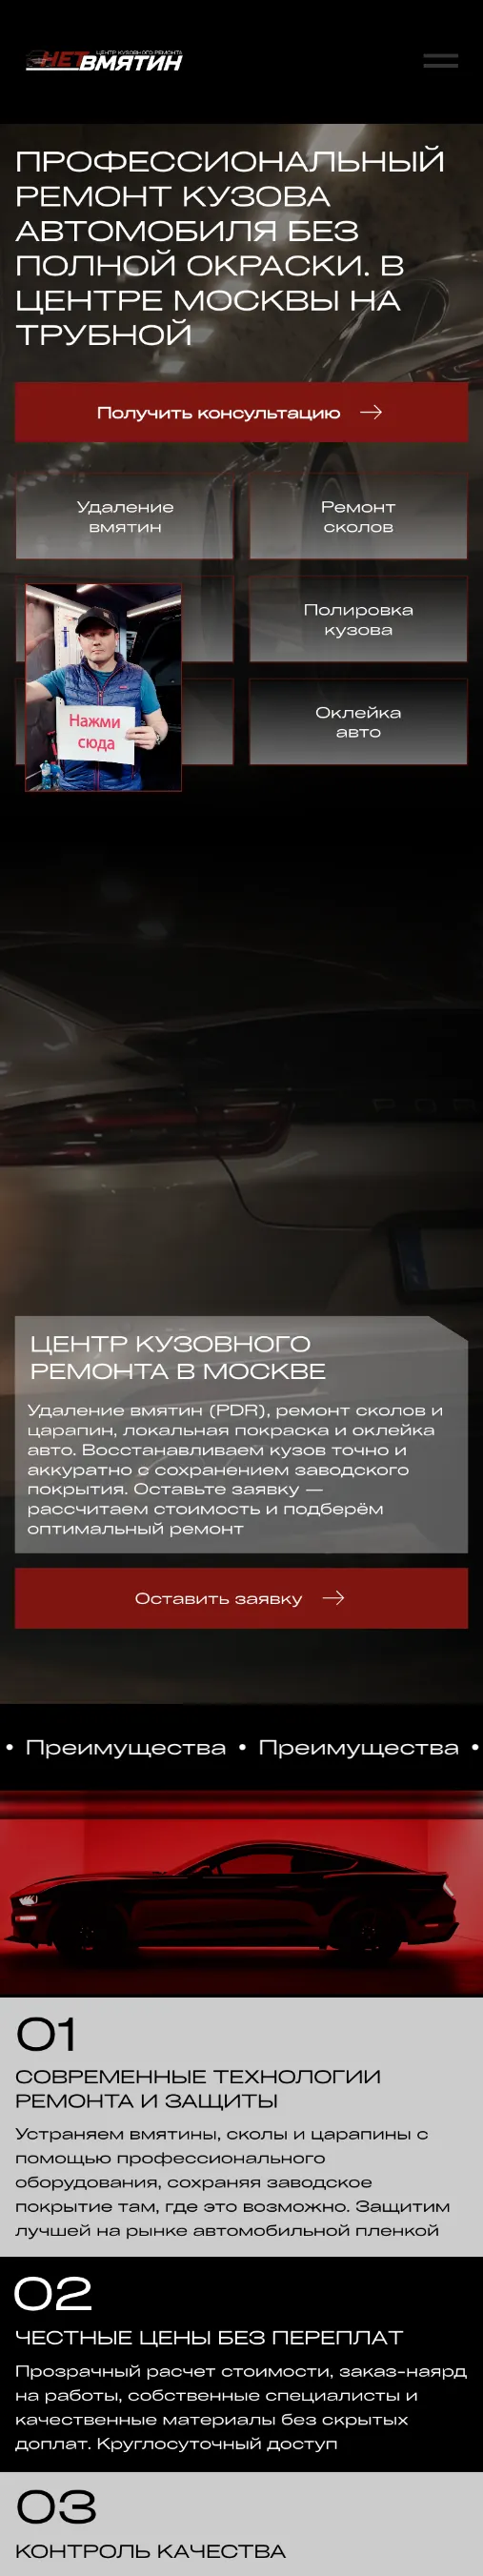 ЦЕНТР КУЗОВНОГО РЕМОНТА
НЕТ ВМЯТИН
ПРОФЕССИОНАЛЬНЫЙ
РЕМОНТ КУЗОВА
АВТОМОБИЛЯ БЕЗ
ПОЛНОЙ ОКРАСКИ. В
ЦЕНТРЕ МОСКВЫ НА
ТРУБНОЙ
Получить консультацию
Удаление
вмятин
Ремонт
сколов
Полировка
кузова
Нажми
сюда
Оклейка
авто
ЦЕНТР КУЗОВНОГО
РЕМОНТА В МОСКВЕ
Удаление вмятин (PDR), ремонт сколов и
царапин, локальная покраска и оклейка
авто. Восстанавливаем кузов точно и
аккуратно с сохранением заводского
покрытия. Оставьте заявку —
рассчитаем стоимость и подберём
оптимальный ремонт
Оставить заявку
• Преимущества • Преимущества •
01
СОВРЕМЕННЫЕ ТЕХНОЛОГИИ
РЕМОНТА И ЗАЩИТЫ
Устраняем вмятины, сколы и царапины с
помощью профессионального
оборудования, сохраняя заводское
покрытие там, где это возможно. Защитим
лучшей на рынке автомобильной пленкой
02
ЧЕСТНЫЕ ЦЕНЫ БЕЗ ПЕРЕПЛАТ
Прозрачный расчет стоимости, заказ-наярд
на работы, собственные специалисты и
качественные материалы без скрытых
доплат. Круглосуточный доступ
03
КОНТРОЛЬ КАЧЕСТВА